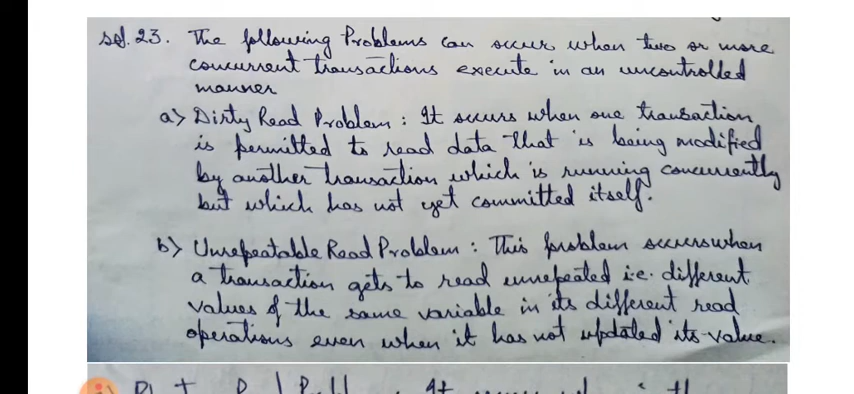 sol.23. The following Problems can occur when two or more
concurrent transactions execute in an uncontrolled
manner
a) Dirty Read Problem: It occurs when one transaction
is permitted to read data that is being modified
by another transaction which is running concurrently
but which has not yet committed itself.
b) Unrepeatable Read Problem: This problem occurs when
a transaction gets to read unrepeated i.e. different
values of the same variable in its different read
operations even when it has not updated its value.